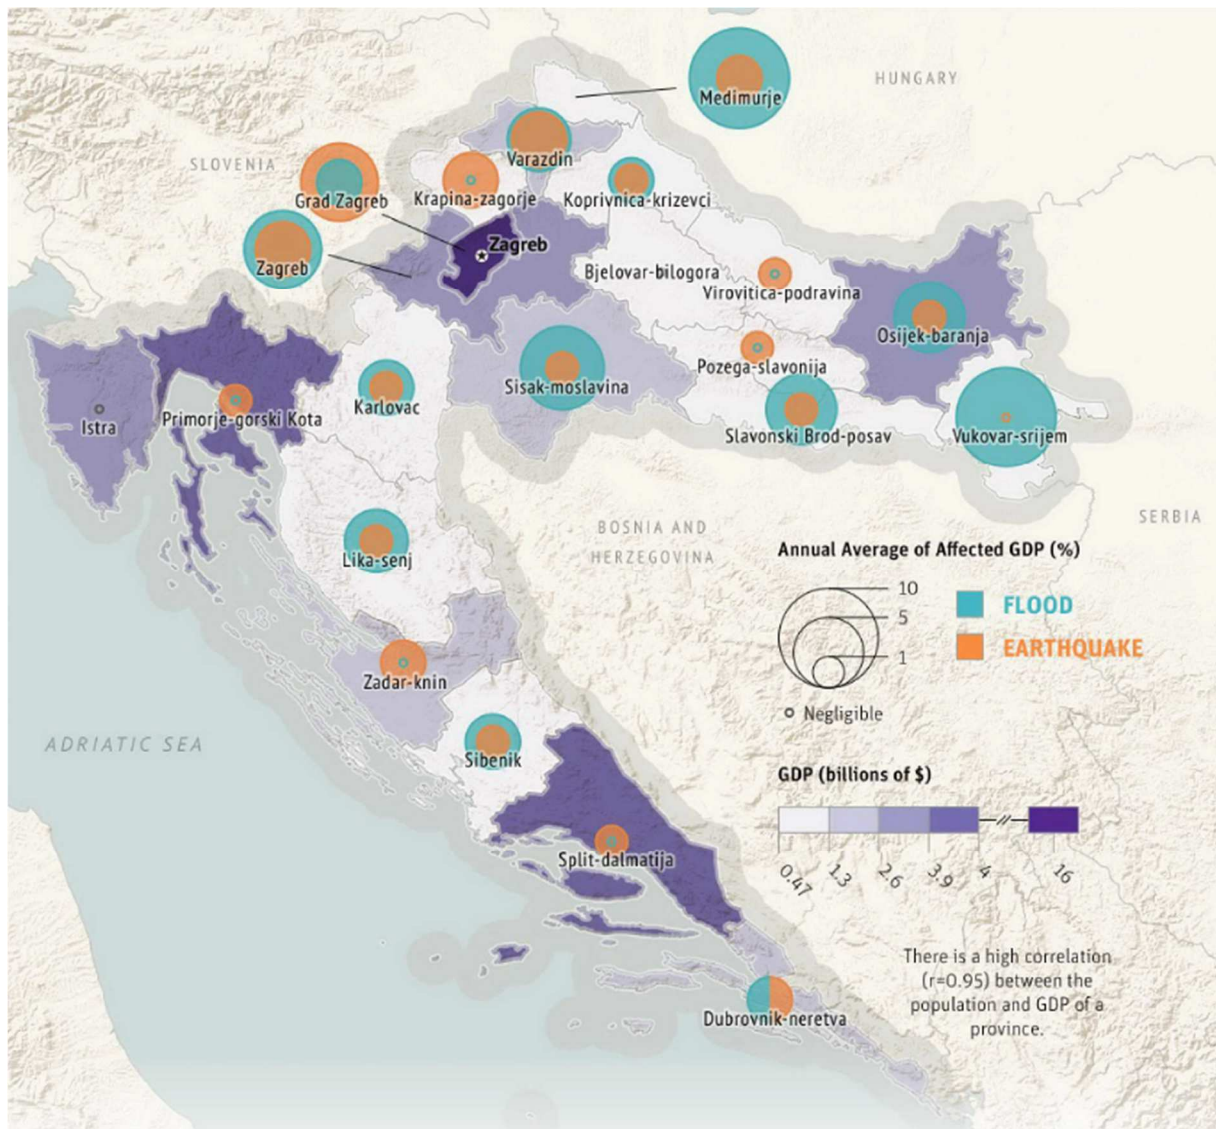 HUNGARY
Medimurje
SLOVENIA
Varazdin
Grad Zagreb
Krapina-zagorje
Koprivnica-krizevci
Zagreb
Zagreb
Bjelovar-bilogora
Virovitica-podravina
Osijek-baranja
Pozega-slavonija
Sisak-moslavina
Karlovac
Primorje-gorski Kota
Istra
Slavonski Brod-posav
Vukovar-srijem
SERBIA
BOSNIA AND
HERZEGOVINA
Lika-senj
Zadar-knin
ADRIATIC SEA
Sibenik
Split-dalmatija
Dubrovnik-neretva
Annual Average of Affected GDP (%)
10
5
1
FLOOD
EARTHQUAKE
Negligible
GDP (billions of $)
0.47
1.3
2.6
3.9
4
16
There is a high correlation
(r=0.95) between the
population and GDP of a
province.